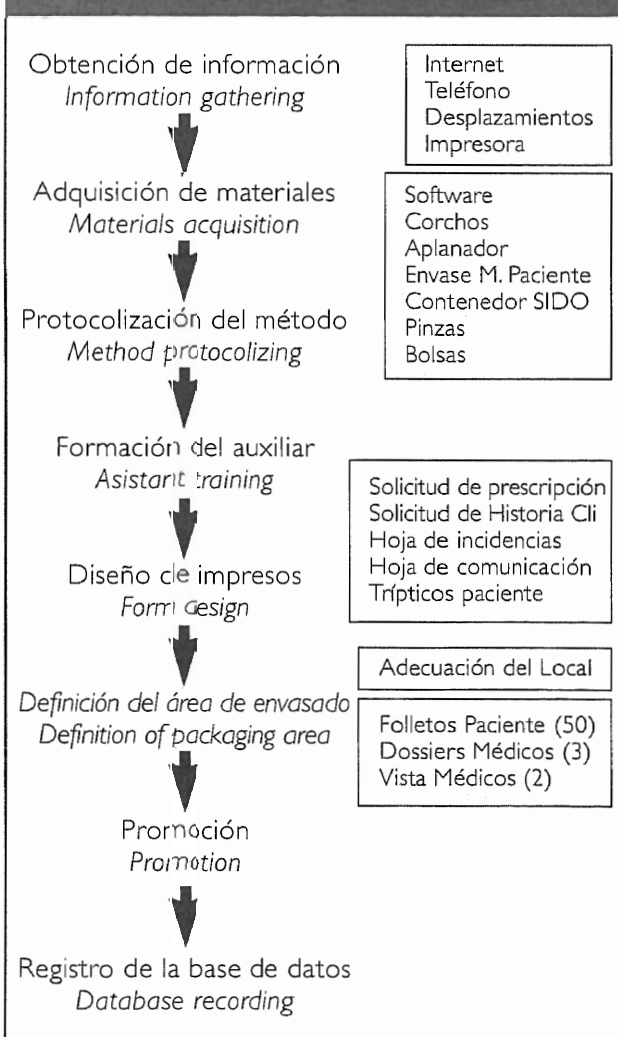 Obtención de información
Information gathering
Internet
Teléfono
Desplazamientos
Impresora
Adquisición de materiales
Materials acquisition
Software
Corchos
Aplanador
Envase M. Paciente
Contenedor SIDO
Pinzas
Bolsas
Protocolización del método
Method protocolizing
Formación del auxiliar
Asistant training
Solicitud de prescripción
Solicitud de Historia Cli
Hoja de incidencias
Hoja de comunicación
Trípticos paciente
Diseño de impresos
Form design
Adecuación del Local
Definición del área de envasado
Definition of packaging area
Folletos Paciente (50)
Dossiers Médicos (3)
Vista Médicos (2)
Promoción
Promotion
Registro de la base de datos
Database recording